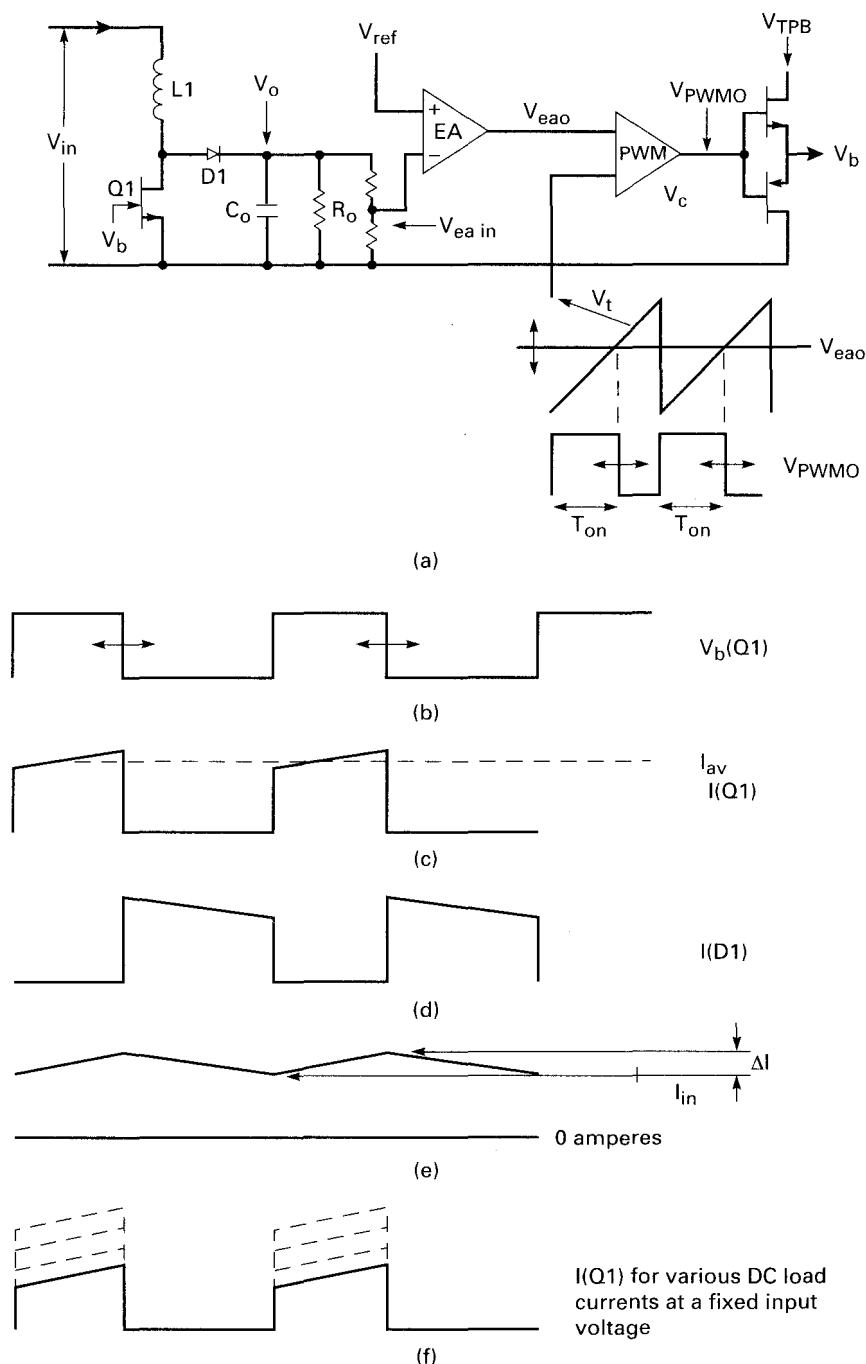 V_TPB
V_ref
V_PWMO
L1
V_o
V_in
+
EA
−
V_eao
PWM
V_b
D1
V_c
Q1
C_o
R_o
V_ea in
V_b
V_t
V_eao
V_PWMO
T_on
T_on
(a)
V_b(Q1)
(b)
I_av
I(Q1)
(c)
I(D1)
(d)
ΔI
I_in
0 amperes
(e)
I(Q1) for various DC load
currents at a fixed input
voltage
(f)